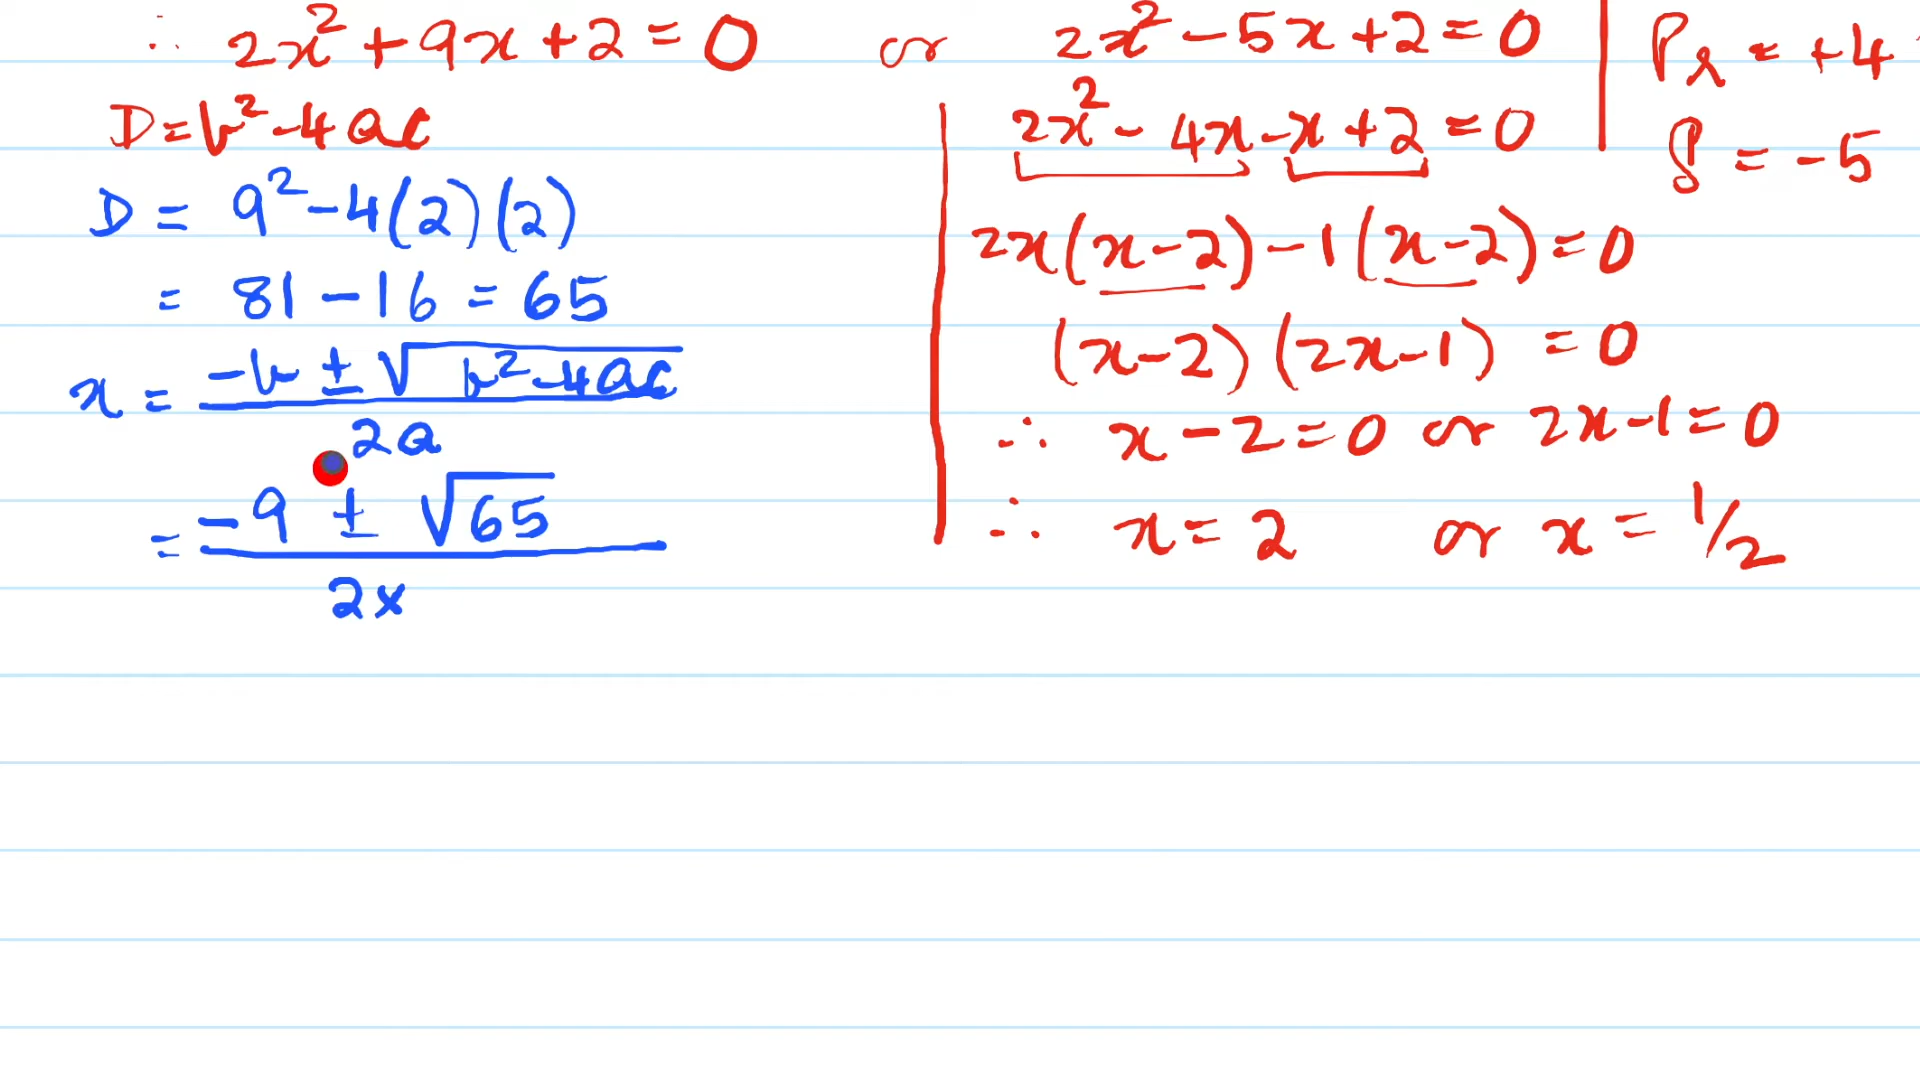 ∴ 2x² + 9x + 2 = 0 or 2x² - 5x + 2 = 0
D = b² - 4ac
D = 9² - 4(2)(2)
= 81 - 16 = 65
x = (-b ± √(b² - 4ac)) / 2a
= (-9 ± √65) / 2×
2x² - 4x - x + 2 = 0
2x(x - 2) - 1(x - 2) = 0
(x - 2)(2x - 1) = 0
∴ x - 2 = 0 or 2x - 1 = 0
∴ x = 2 or x = 1/2
Pr = +4
S = -5